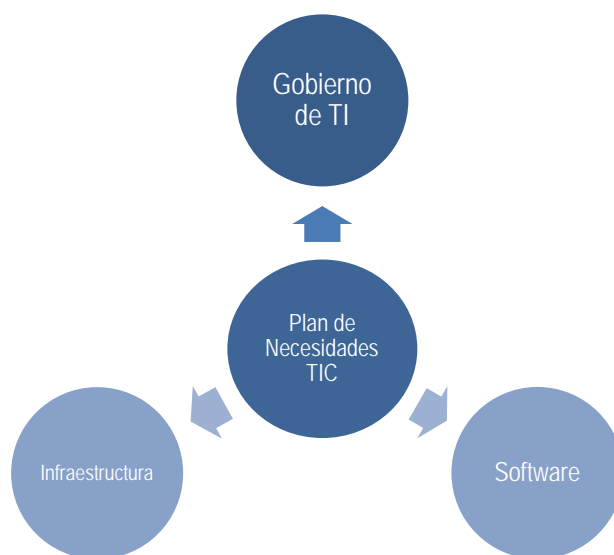 Gobierno
de TI
Plan de
Necesidades
TIC
Infraestructura
Software